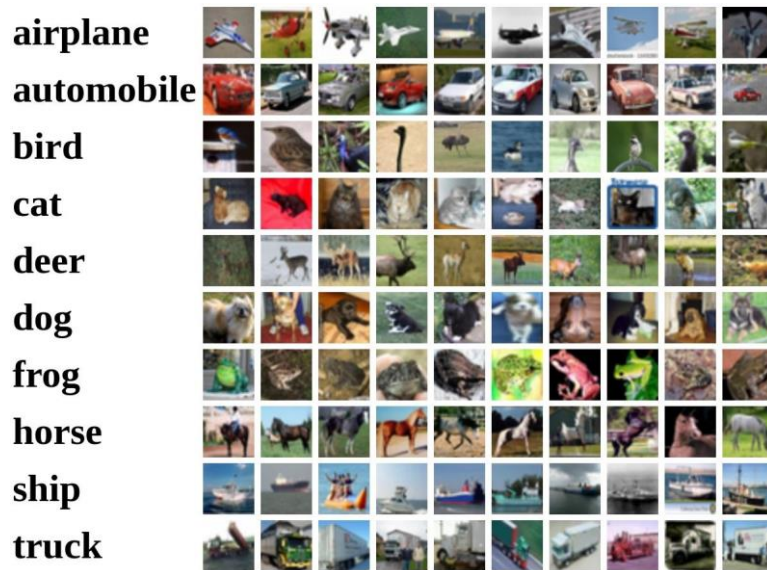 airplane
automobile
bird
cat
deer
dog
frog
horse
ship
truck